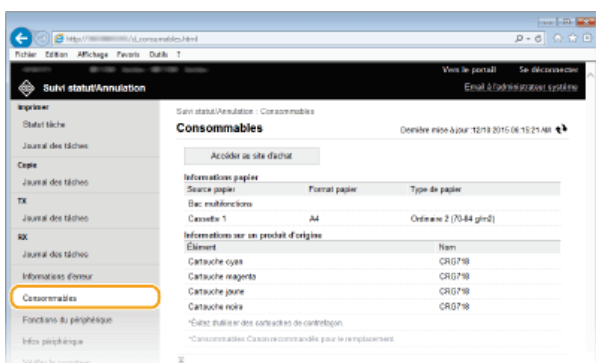 http:// /d_consumables.html
Fichier Edition Affichage Favoris Outils ?
Vers le portail Se déconnecter
Suivi statut/Annulation
Email à l'administrateur système
Imprimer
Statut tâche
Journal des tâches
Copie
Journal des tâches
TX
Journal des tâches
RX
Journal des tâches
Informations d'erreur
Consommables
Fonctions du périphérique
Infos périphérique
Suivi statut/Annulation : Consommables
Consommables
Dernière mise à jour :12/10 2015 06:15:21 AM
Accéder au site d'achat
Informations papier
Source papier Format papier Type de papier
Bac multifonctions
Cassette 1 A4 Ordinaire 2 (70-84 g/m2)
Informations sur un produit d'origine
Élément Nom
Cartouche cyan CRG718
Cartouche magenta CRG718
Cartouche jaune CRG718
Cartouche noire CRG718
*Évitez d'utiliser des cartouches de contrefaçon.
*Consommables Canon recommandés pour le remplacement.